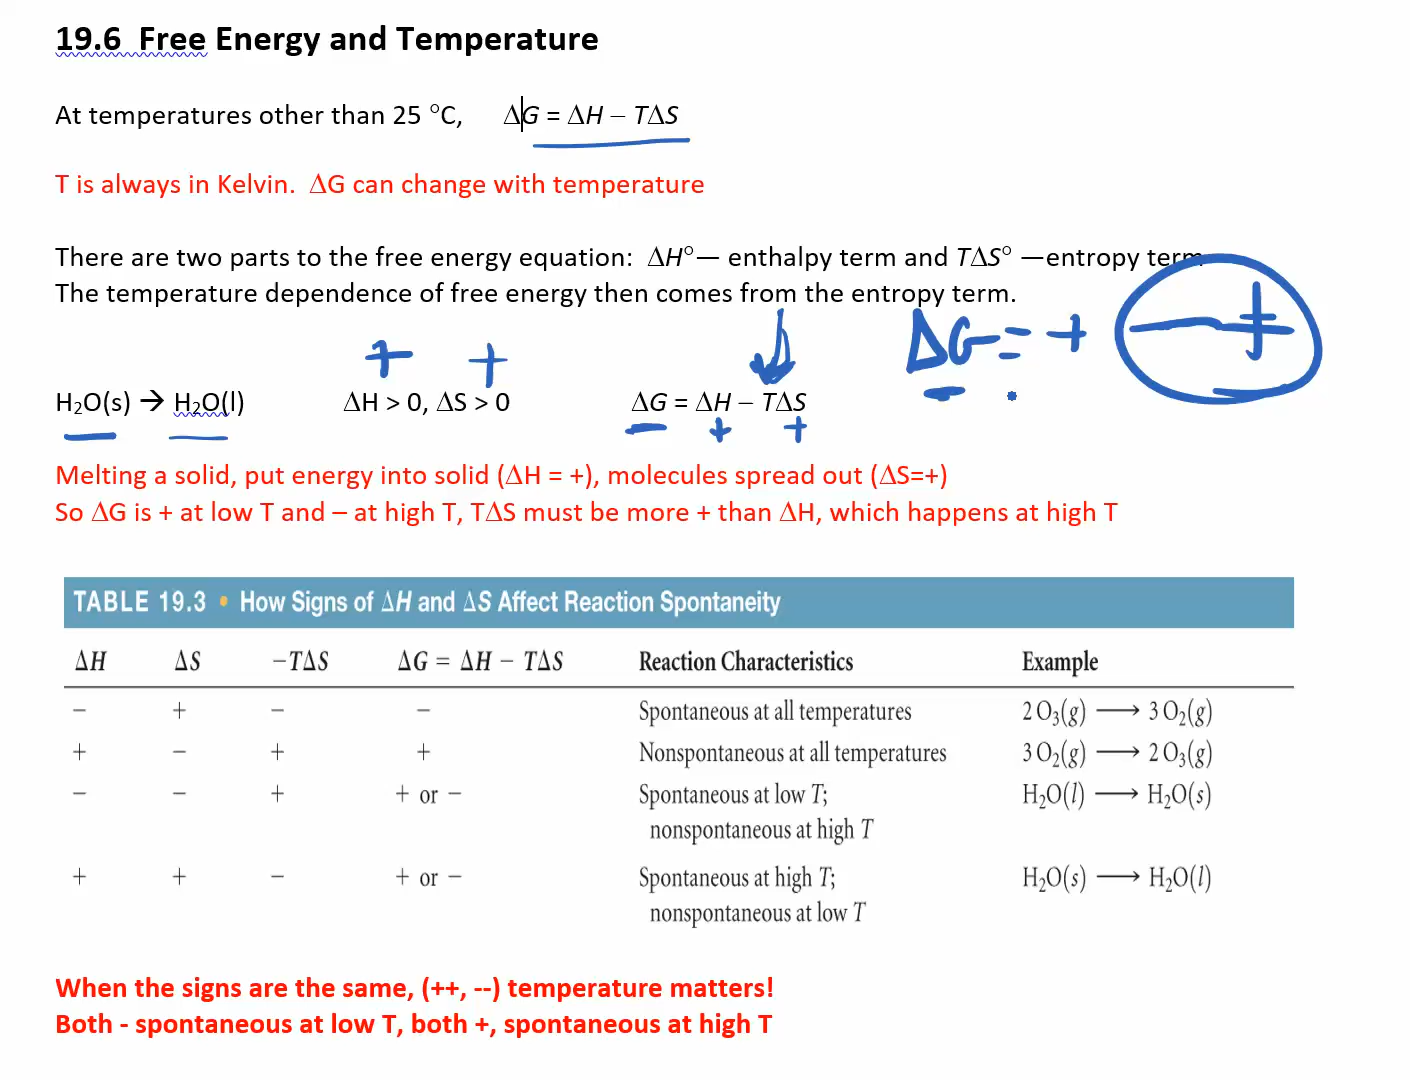 19.6 Free Energy and Temperature
At temperatures other than 25 °C, ΔG = ΔH – TΔS
T is always in Kelvin. ΔG can change with temperature
There are two parts to the free energy equation: ΔH°— enthalpy term and TΔS° —entropy term
The temperature dependence of free energy then comes from the entropy term.
ΔG = + — +
+ +
H₂O(s) → H₂O(l) ΔH > 0, ΔS > 0 ΔG = ΔH – TΔS
+ +
Melting a solid, put energy into solid (ΔH = +), molecules spread out (ΔS=+)
So ΔG is + at low T and – at high T, TΔS must be more + than ΔH, which happens at high T
TABLE 19.3 • How Signs of ΔH and ΔS Affect Reaction Spontaneity
ΔH ΔS −TΔS ΔG = ΔH − TΔS Reaction Characteristics Example
− + − − Spontaneous at all temperatures 2 O₃(g) ⟶ 3 O₂(g)
+ − + + Nonspontaneous at all temperatures 3 O₂(g) ⟶ 2 O₃(g)
− − + + or − Spontaneous at low T; H₂O(l) ⟶ H₂O(s)
nonspontaneous at high T
+ + − + or − Spontaneous at high T; H₂O(s) ⟶ H₂O(l)
nonspontaneous at low T
When the signs are the same, (++, --) temperature matters!
Both - spontaneous at low T, both +, spontaneous at high T